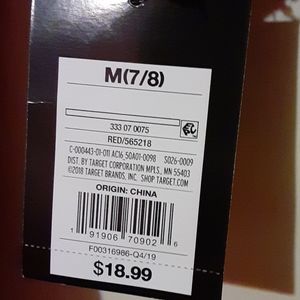 M(7/8)
333 07 0075
RED/565218
C-000443-01-011 AC16 50A01-0098 S026-0009
DIST. BY TARGET CORPORATION MPLS., MN 55403
©2018 TARGET BRANDS, INC. SHOP TARGET.COM
ORIGIN: CHINA
1 91906 70902 6
F00316986-Q4/19
$18.99